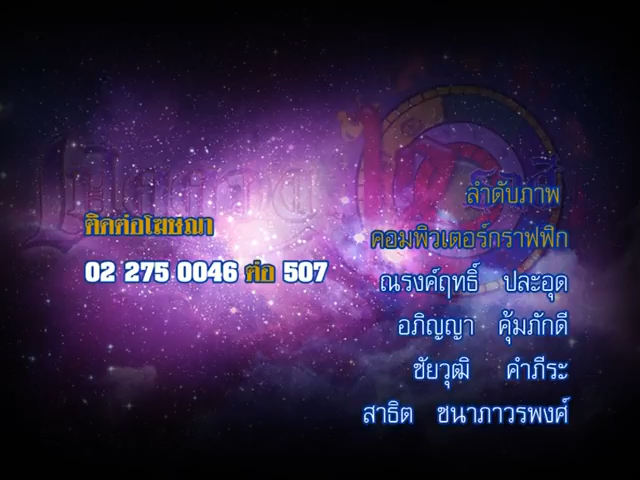 ติดต่อโฆษณา
02 275 0046 ต่อ 507
ลำดับภาพ
คอมพิวเตอร์กราฟฟิก
ณรงค์ฤทธิ์ ปละอุด
อภิญญา คุ้มภักดี
ชัยวุฒิ คำภีระ
สาธิต ชนาภาวรพงศ์